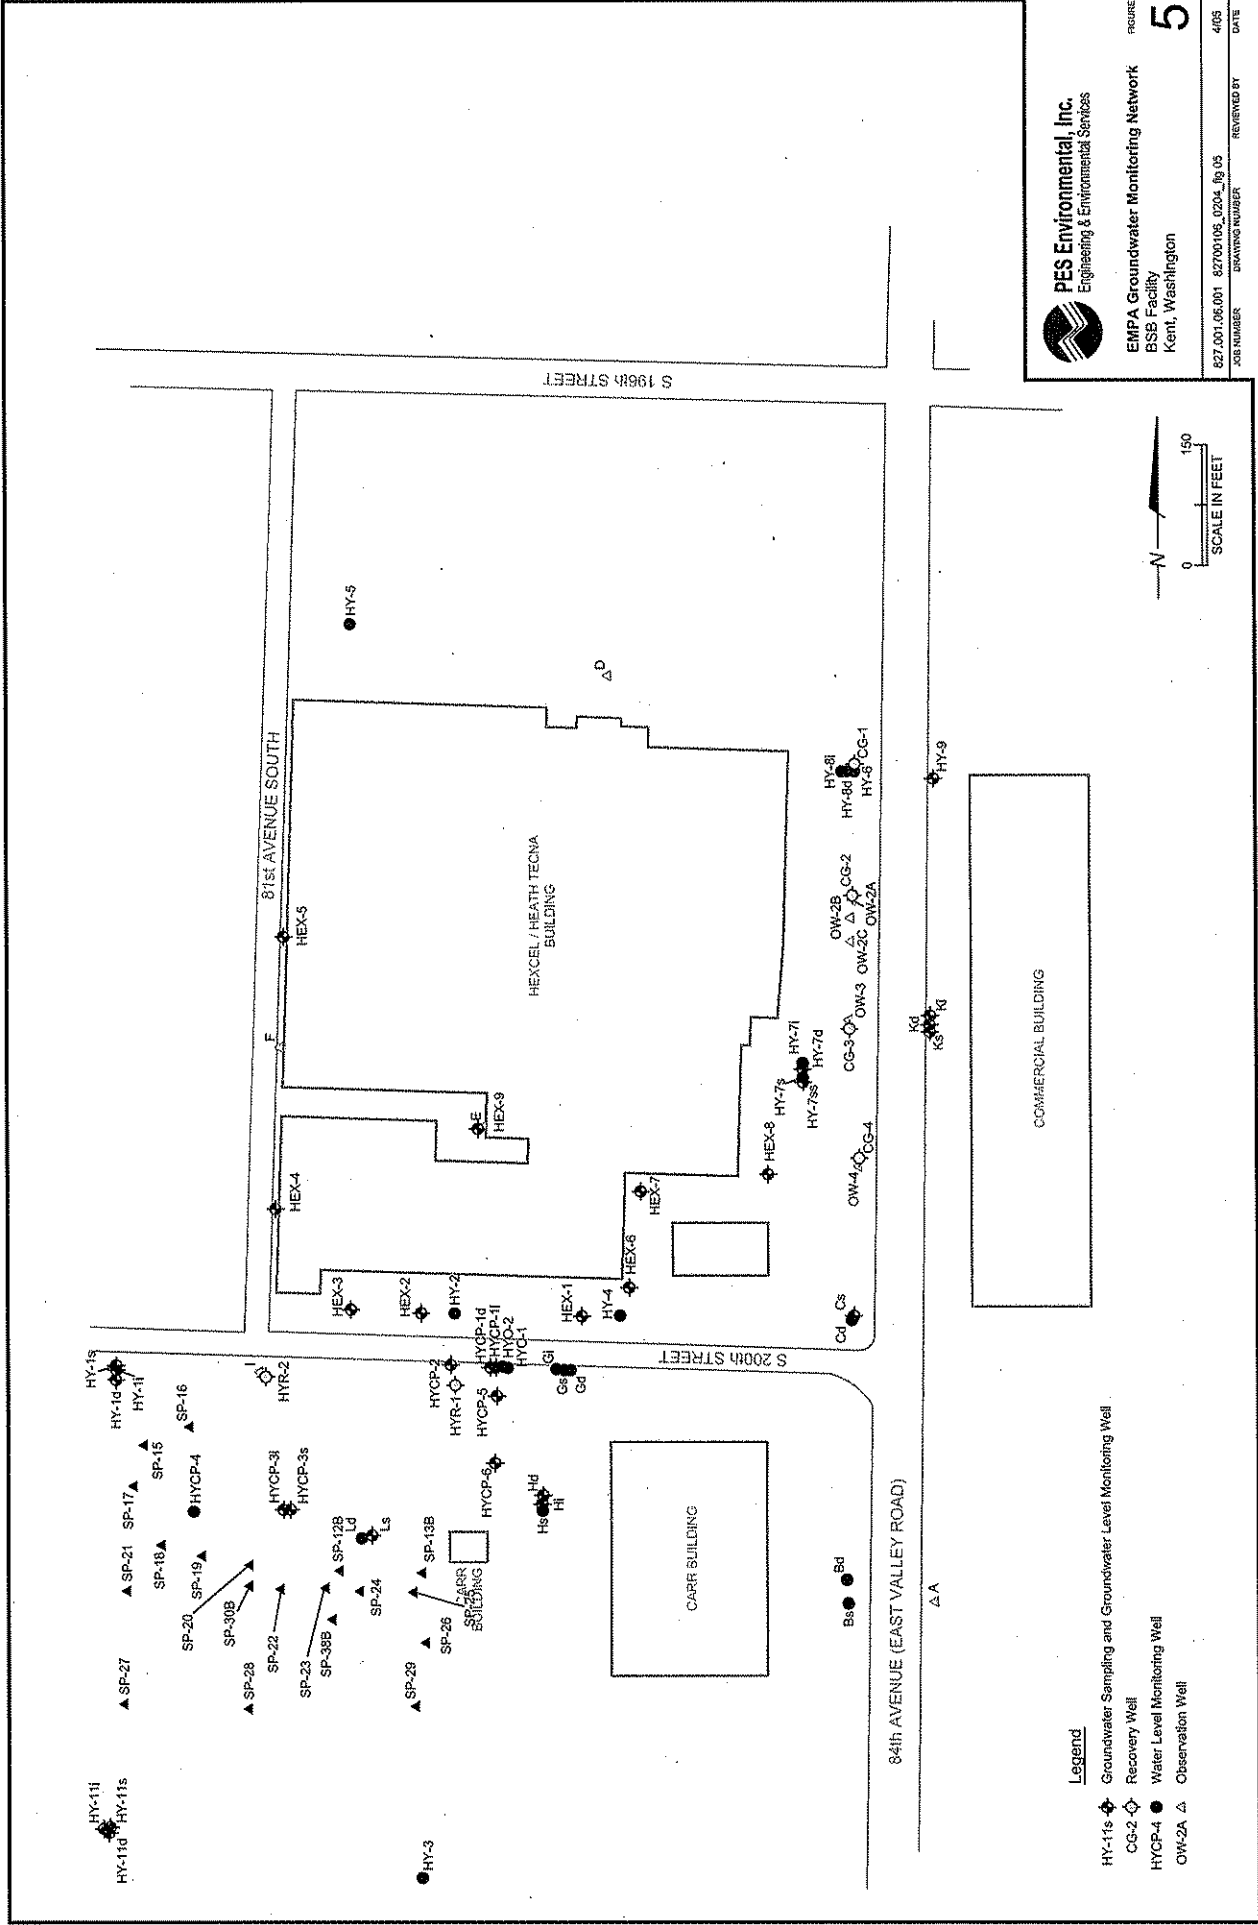 HY-11i
HY-11s
HY-11d
HY-3
SP-27
SP-28
SP-29
SP-21
SP-17
SP-15
SP-16
SP-18
SP-19
HYCP-4
SP-20
SP-30B
SP-22
SP-23
SP-38B
SP-12B
SP-24
SP-13B
SP-26
CARR
BUILDING
Ld
Ls
HYCP-3i
HYCP-3s
HY-1s
HY-1d
HY-1i
I
HYR-2
HYCP-2
HYR-1
HYCP-5
HYCP-6
HYCP-1d
HYCP-1i
HYO-2
HYO-1
Gi
Gs
Gd
Hd
Hs
Hi
CARR BUILDING
Bs
Bd
A
84th AVENUE (EAST VALLEY ROAD)
S 200th STREET
81st AVENUE SOUTH
S 196th STREET
HEX-3
HEX-2
HY-2
HEX-1
HY-4
HEX-6
HEX-7
HEX-8
HEX-4
F
HEX-5
E
HEX-9
HEXCEL / HEATH TECNA
BUILDING
HY-5
D
Cd
Cs
OW-4
CG-4
HY-7s
HY-7ss
HY-7i
HY-7d
CG-3
OW-3
OW-2C
OW-2B
OW-2A
CG-2
HY-8i
HY-8d
HY-6
CG-1
HY-9
Kd
Ks
Ki
COMMERCIAL BUILDING
Legend
HY-11s Groundwater Sampling and Groundwater Level Monitoring Well
CG-2 Recovery Well
HYCP-4 Water Level Monitoring Well
OW-2A Observation Well
N
0 150
SCALE IN FEET
PES Environmental, Inc.
Engineering & Environmental Services
EMPA Groundwater Monitoring Network
BSB Facility
Kent, Washington
FIGURE
5
827.001.06.001 82700106_0204_fig 05 4/05
JOB NUMBER DRAWING NUMBER REVIEWED BY DATE